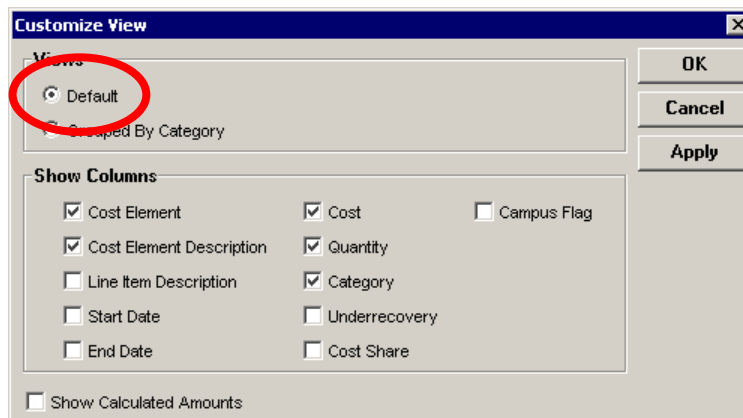 Customize View
Views
OK
Default
Cancel
Grouped By Category
Apply
Show Columns
Cost Element
Cost
Campus Flag
Cost Element Description
Quantity
Line Item Description
Category
Start Date
Underrecovery
End Date
Cost Share
Show Calculated Amounts